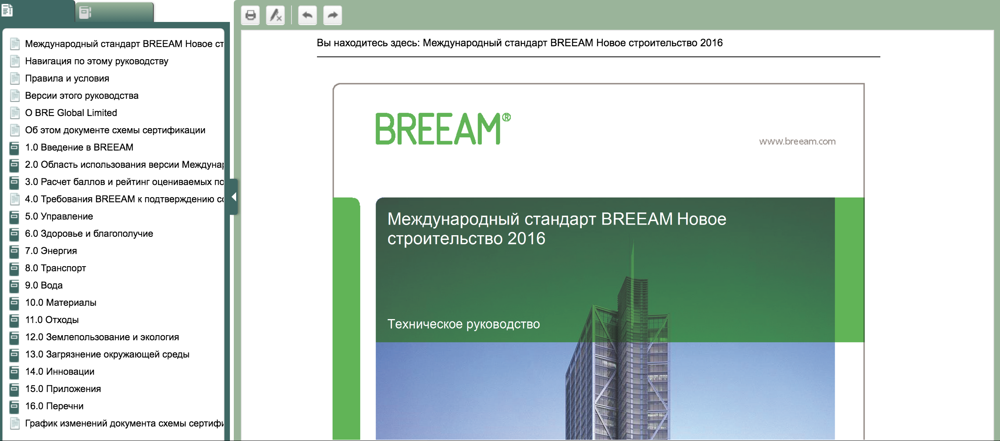 Международный стандарт BREEAM Новое ст
Навигация по этому руководству
Правила и условия
Версии этого руководства
О BRE Global Limited
Об этом документе схемы сертификации
1.0 Введение в BREEAM
2.0 Область использования версии Междунар
3.0 Расчет баллов и рейтинг оцениваемых по
4.0 Требования BREEAM к подтверждению со
5.0 Управление
6.0 Здоровье и благополучие
7.0 Энергия
8.0 Транспорт
9.0 Вода
10.0 Материалы
11.0 Отходы
12.0 Землепользование и экология
13.0 Загрязнение окружающей среды
14.0 Инновации
15.0 Приложения
16.0 Перечни
График изменений документа схемы сертифи
Вы находитесь здесь: Международный стандарт BREEAM Новое строительство 2016
BREEAM®
www.breeam.com
Международный стандарт BREEAM Новое
строительство 2016
Техническое руководство